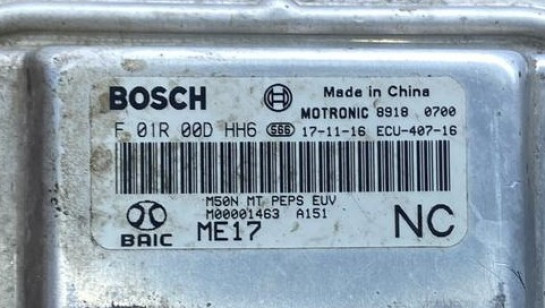 BOSCH
Made in China
MOTRONIC 8918 0700
F 01R 00D HH6 666 17-11-16 ECU-407-16
M50N MT PEPS EUV
M00001463 A151
BAIC ME17 NC